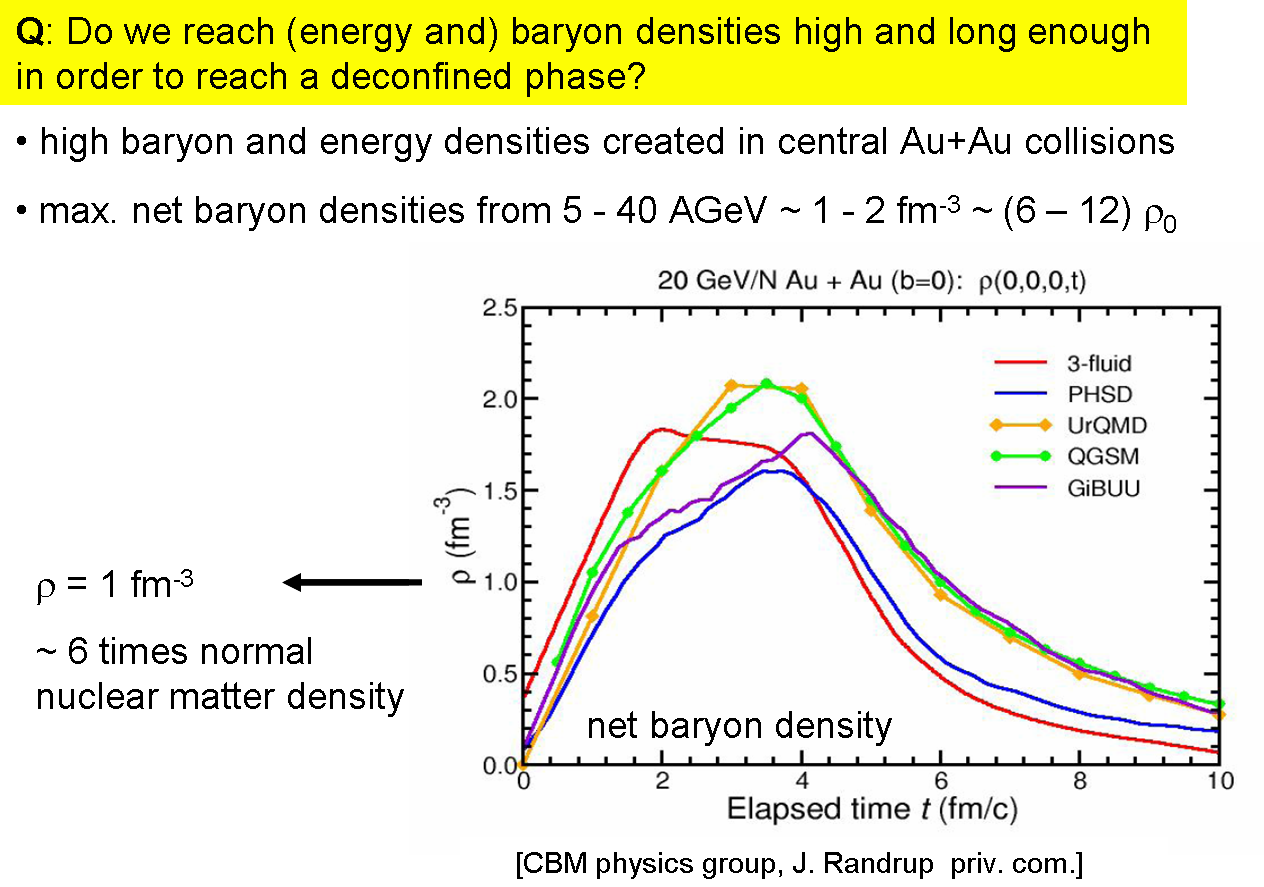 Q: Do we reach (energy and) baryon densities high and long enough
in order to reach a deconfined phase?
• high baryon and energy densities created in central Au+Au collisions
• max. net baryon densities from 5 - 40 AGeV ~ 1 - 2 fm⁻³ ~ (6 – 12) ρ₀
20 GeV/N Au + Au (b=0): ρ(0,0,0,t)
2.5
2.0
1.5
1.0
0.5
0.0
ρ (fm⁻³)
3-fluid
PHSD
UrQMD
QGSM
GiBUU
ρ = 1 fm⁻³
~ 6 times normal
nuclear matter density
net baryon density
0 2 4 6 8 10
Elapsed time t (fm/c)
[CBM physics group, J. Randrup priv. com.]